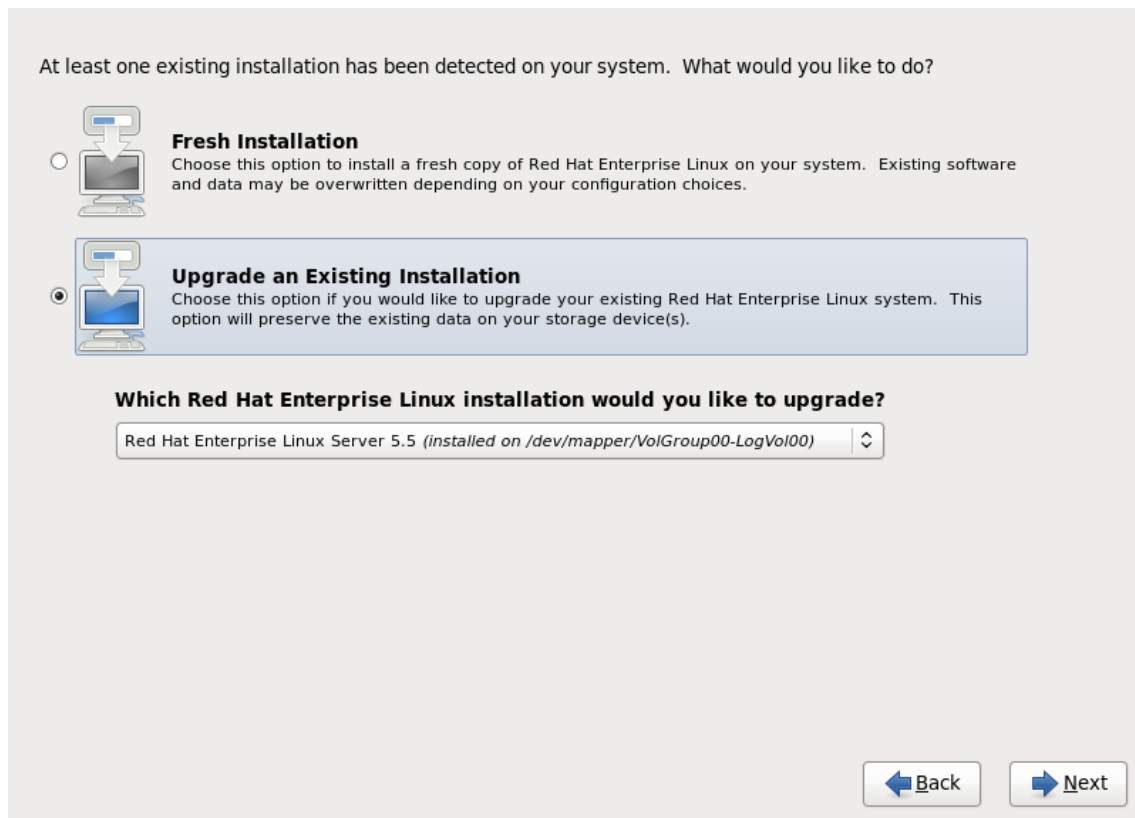 At least one existing installation has been detected on your system.  What would you like to do?
Fresh Installation
Choose this option to install a fresh copy of Red Hat Enterprise Linux on your system.  Existing software
and data may be overwritten depending on your configuration choices.
Upgrade an Existing Installation
Choose this option if you would like to upgrade your existing Red Hat Enterprise Linux system.  This
option will preserve the existing data on your storage device(s).
Which Red Hat Enterprise Linux installation would you like to upgrade?
Red Hat Enterprise Linux Server 5.5 (installed on /dev/mapper/VolGroup00-LogVol00)
Back
Next